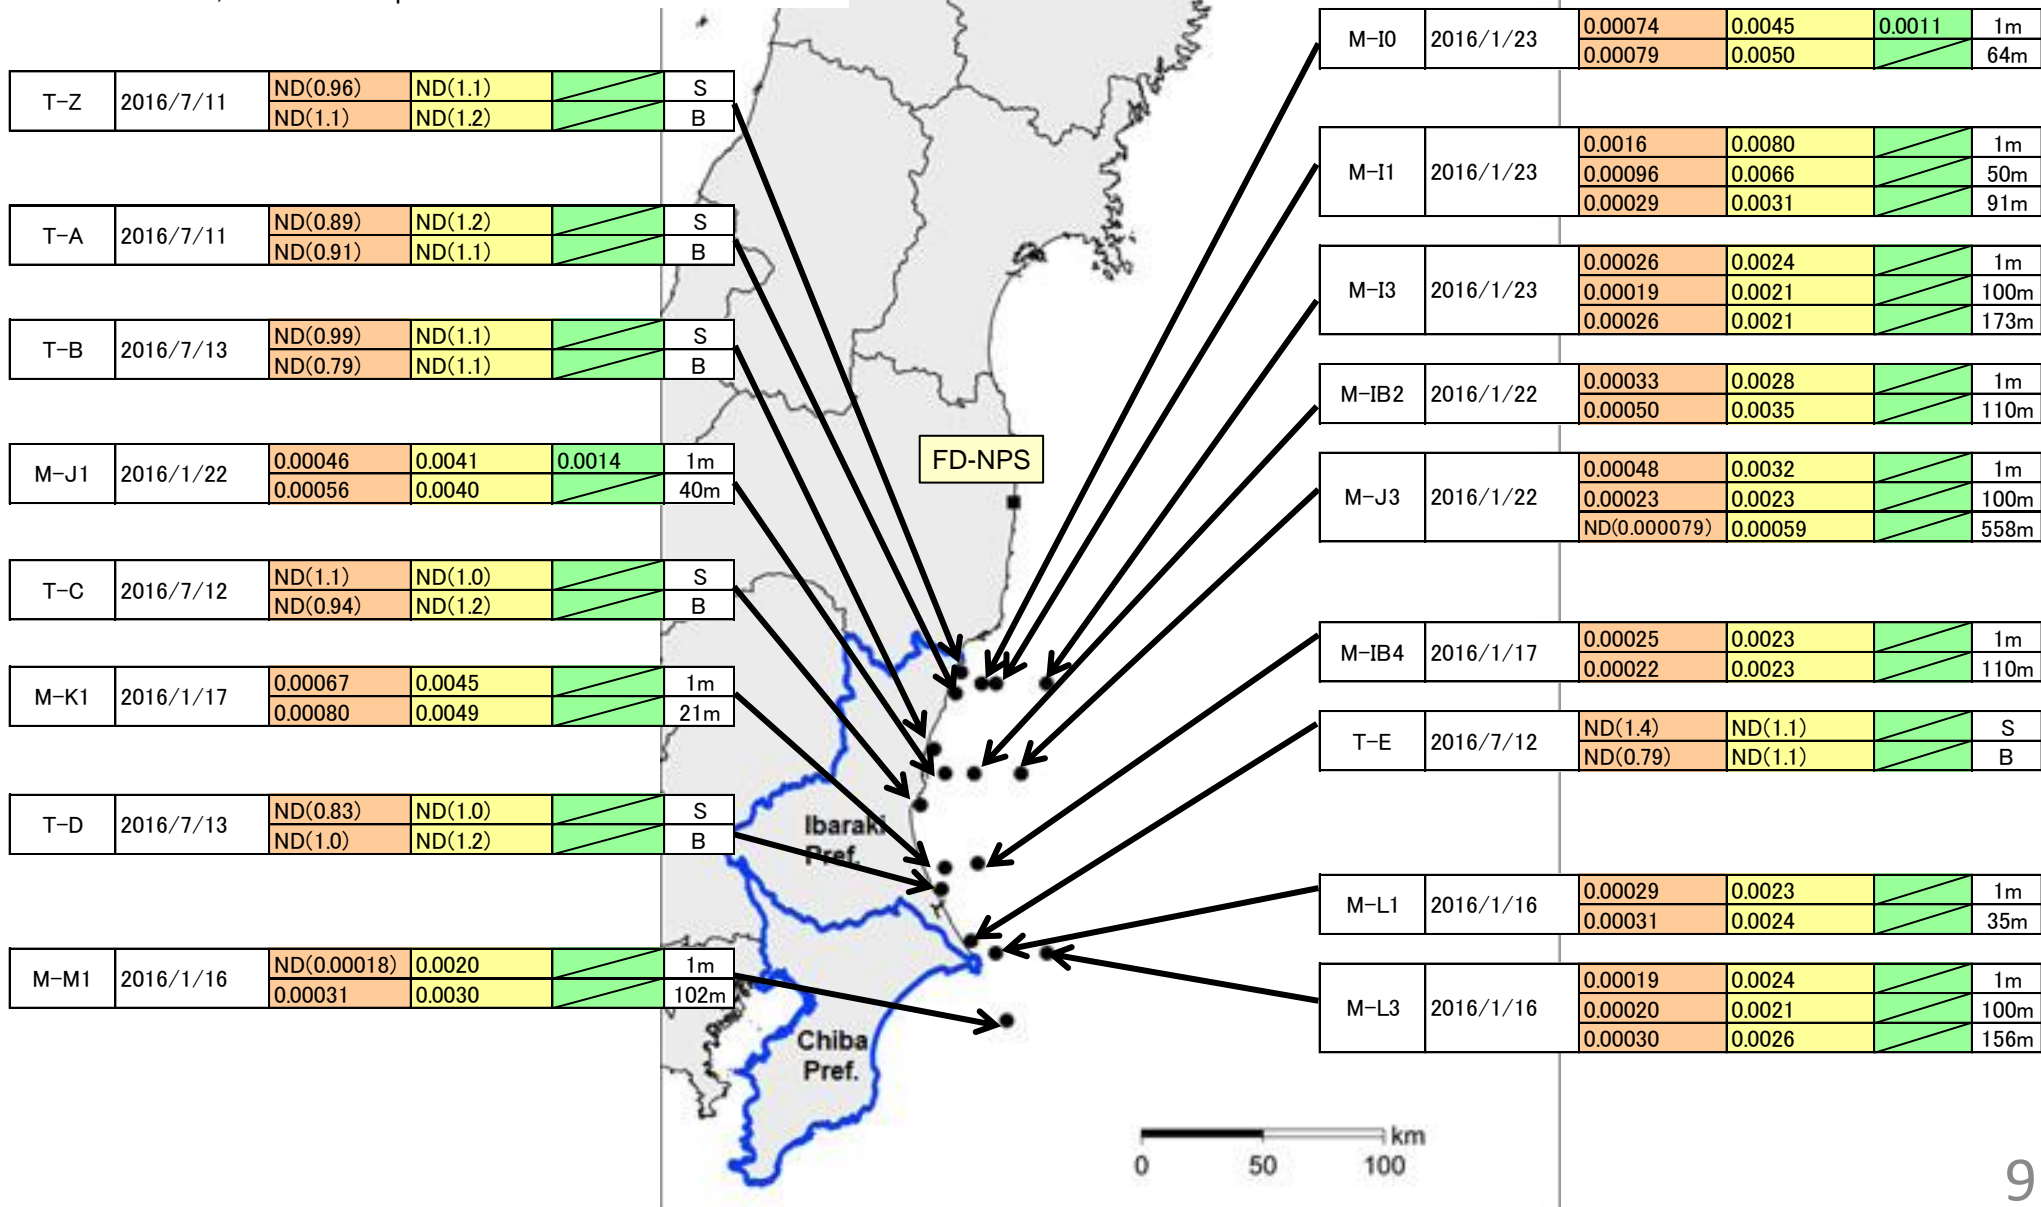 T-Z 2016/7/11 ND(0.96) ND(1.1) S
ND(1.1) ND(1.2) B
T-A 2016/7/11 ND(0.89) ND(1.2) S
ND(0.91) ND(1.1) B
T-B 2016/7/13 ND(0.99) ND(1.1) S
ND(0.79) ND(1.1) B
M-J1 2016/1/22 0.00046 0.0041 0.0014 1m
0.00056 0.0040 40m
T-C 2016/7/12 ND(1.1) ND(1.0) S
ND(0.94) ND(1.2) B
M-K1 2016/1/17 0.00067 0.0045 1m
0.00080 0.0049 21m
T-D 2016/7/13 ND(0.83) ND(1.0) S
ND(1.0) ND(1.2) B
M-M1 2016/1/16 ND(0.00018) 0.0020 1m
0.00031 0.0030 102m
FD-NPS
Ibaraki
Pref.
Chiba
Pref.
M-I0 2016/1/23 0.00074 0.0045 0.0011 1m
0.00079 0.0050 64m
M-I1 2016/1/23 0.0016 0.0080 1m
0.00096 0.0066 50m
0.00029 0.0031 91m
M-I3 2016/1/23 0.00026 0.0024 1m
0.00019 0.0021 100m
0.00026 0.0021 173m
M-IB2 2016/1/22 0.00033 0.0028 1m
0.00050 0.0035 110m
M-J3 2016/1/22 0.00048 0.0032 1m
0.00023 0.0023 100m
ND(0.000079) 0.00059 558m
M-IB4 2016/1/17 0.00025 0.0023 1m
0.00022 0.0023 110m
T-E 2016/7/12 ND(1.4) ND(1.1) S
ND(0.79) ND(1.1) B
M-L1 2016/1/16 0.00029 0.0023 1m
0.00031 0.0024 35m
M-L3 2016/1/16 0.00019 0.0024 1m
0.00020 0.0021 100m
0.00030 0.0026 156m
km
0 50 100
9